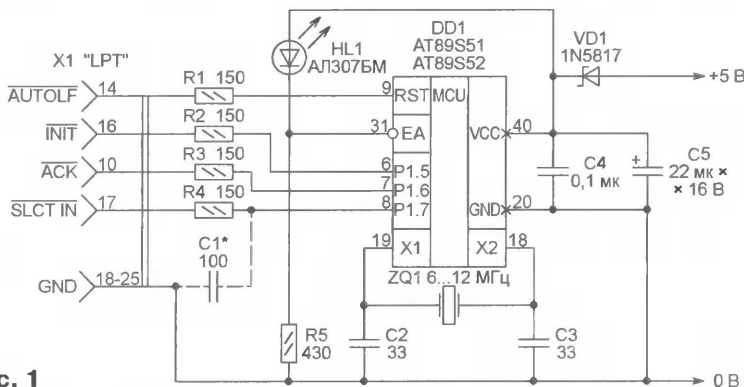 X1 "LPT"
AUTOLF 14
INIT 16
ACK 10
SLCT IN 17
GND 18-25
R1 150
R2 150
R3 150
R4 150
C1*
100
HL1
АЛ307БМ
R5
430
DD1
AT89S51
AT89S52
9 RST MCU
31 EA
6 P1.5
7 P1.6
8 P1.7
VCC 40
GND 20
19 X1 X2 18
ZQ1 6...12 МГц
C2
33
C3
33
VD1
1N5817
+5 В
C4
0,1 мк
+ C5
22 мк ×
× 16 В
0 В
с. 1